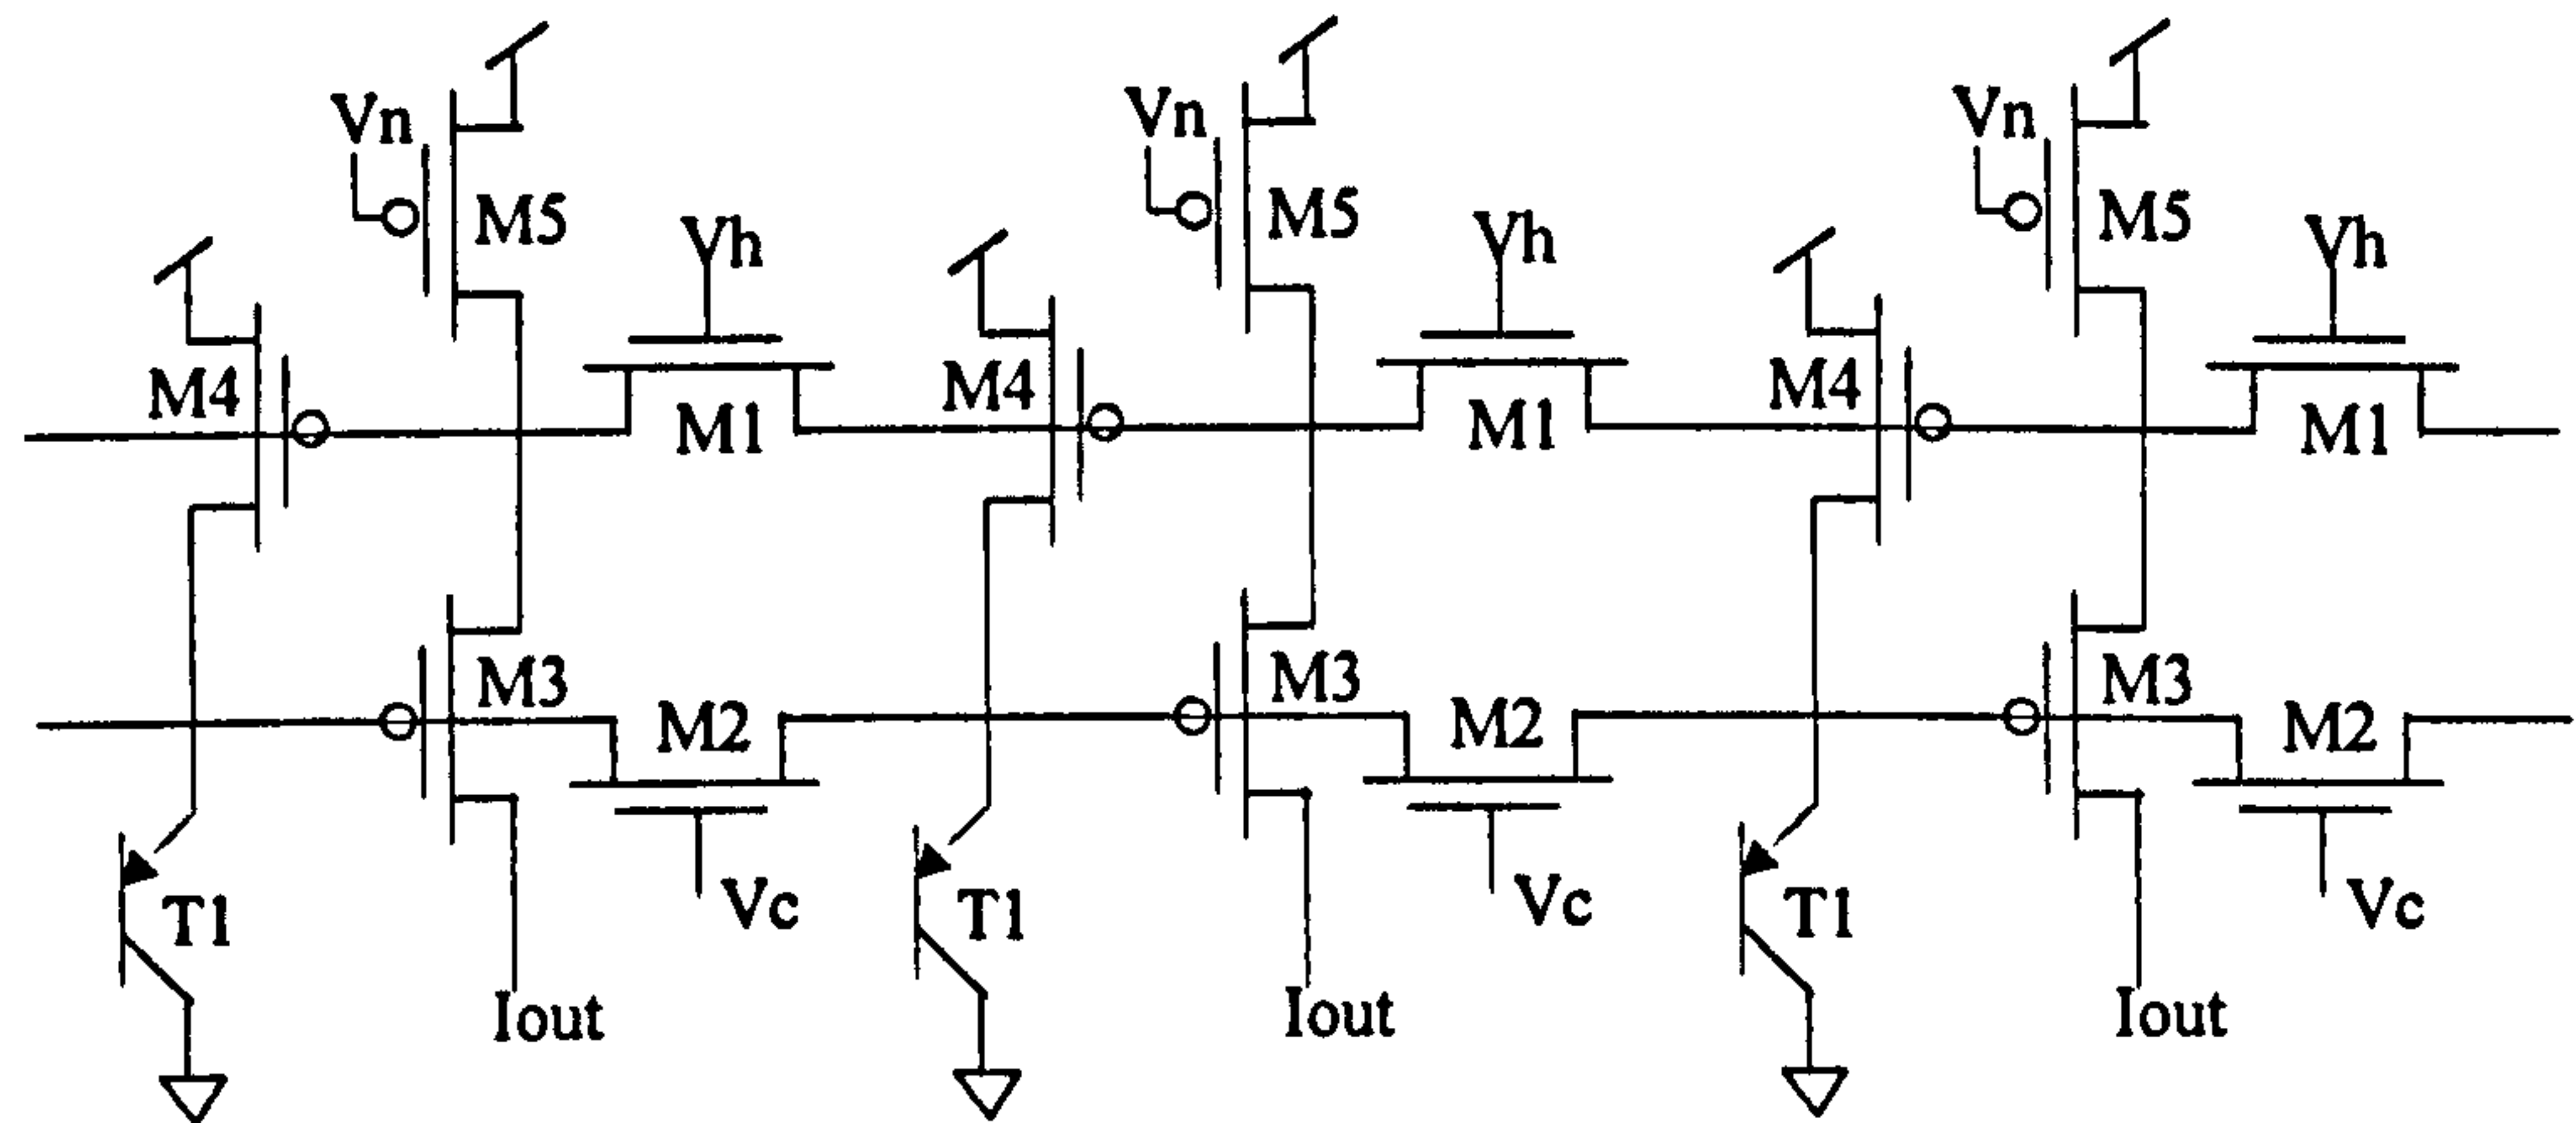 Vn Vn Vn
M5 M5 M5
Vh Vh Vh
M4 M4 M4
M1 M1 M1
M3 M3 M3
M2 M2 M2
T1 T1 T1
Vc Vc Vc
Iout Iout Iout